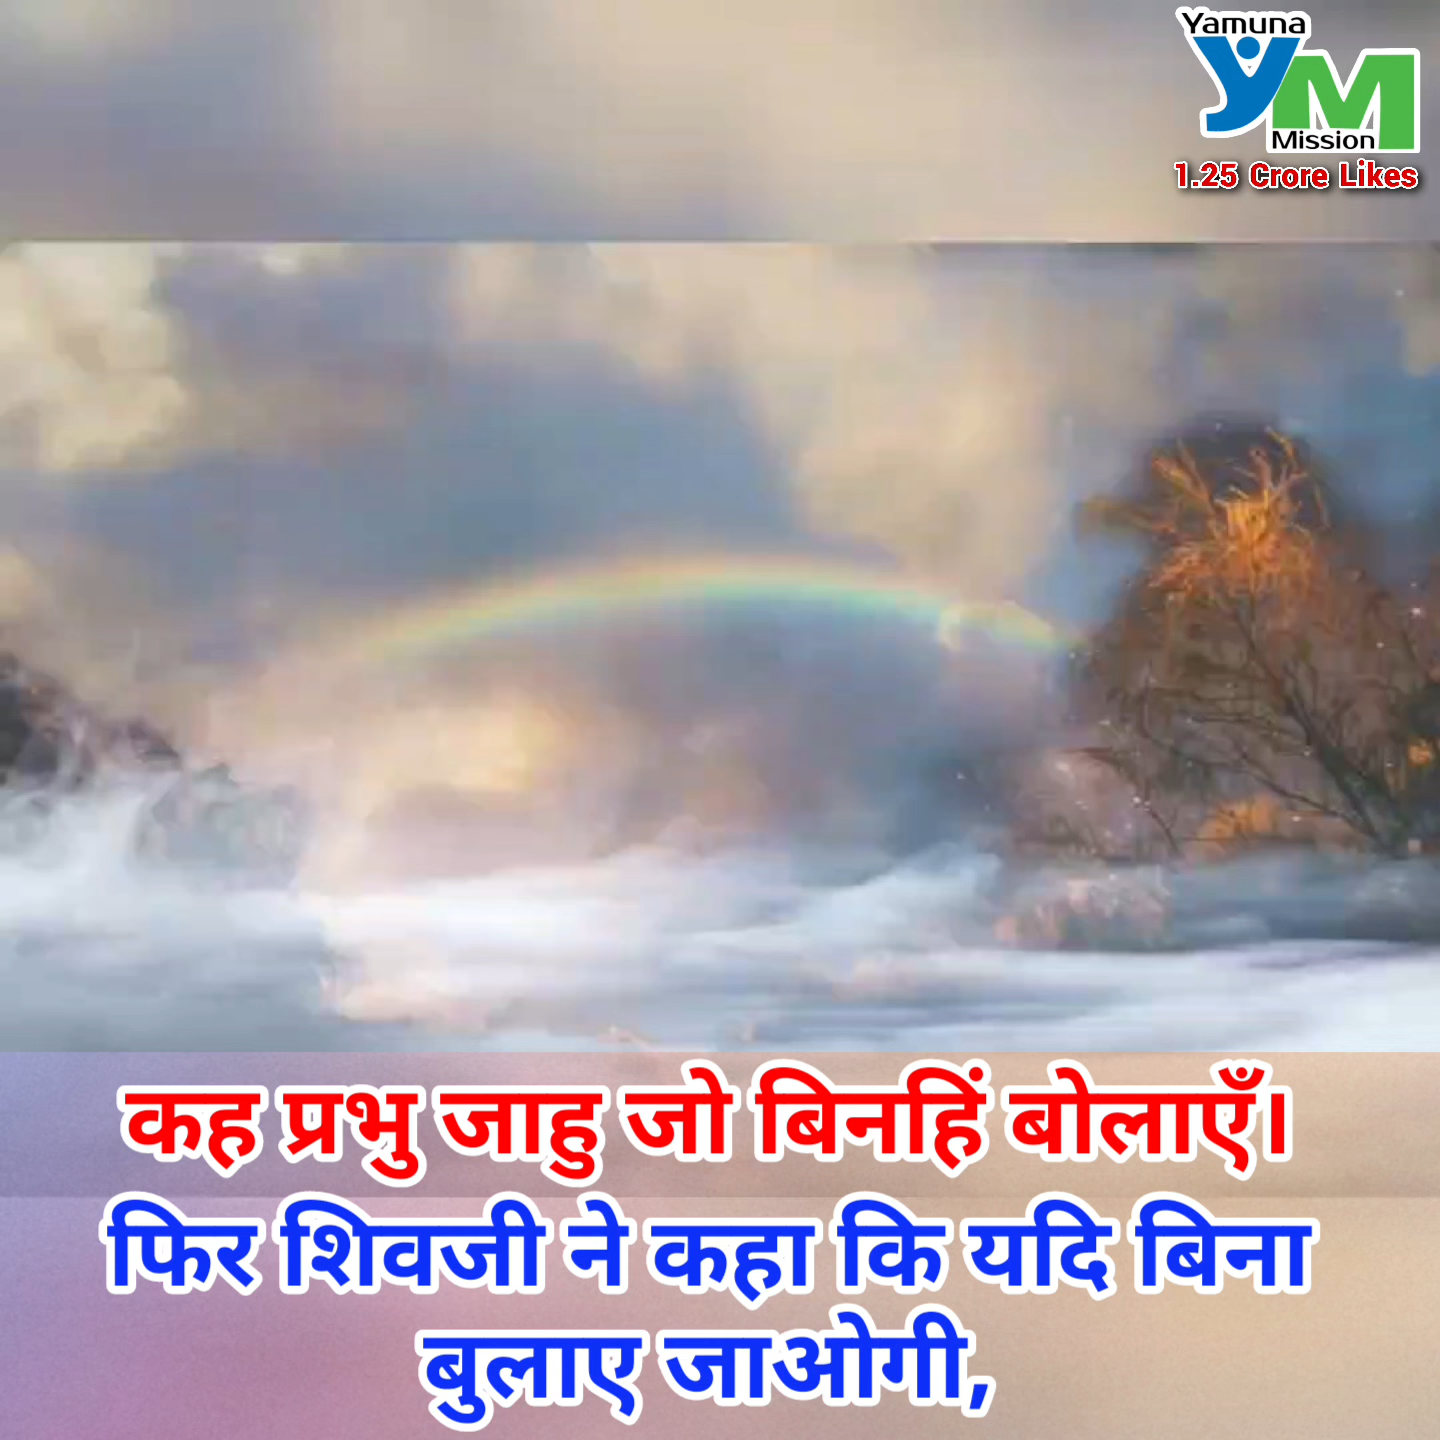 Yamuna
YM
Mission
1.25 Crore Likes
कह प्रभु जाहु जो बिनहिं बोलाएँ।
फिर शिवजी ने कहा कि यदि बिना
बुलाए जाओगी,